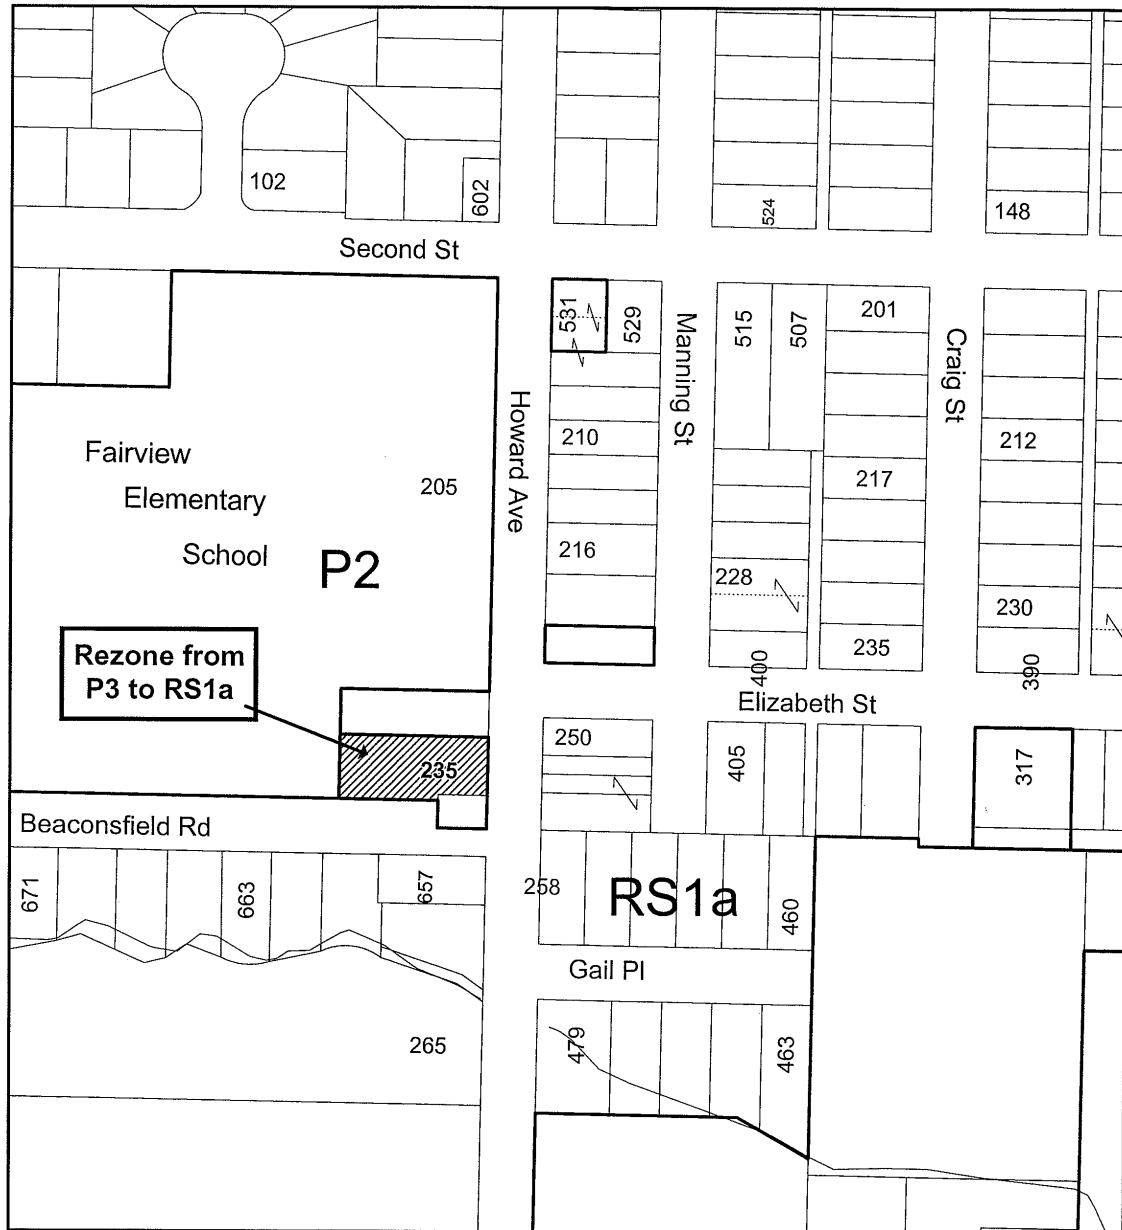 102
602
524
148
Second St
531
529
Manning St
515
507
201
Craig St
Howard Ave
210
212
Fairview
Elementary
School
205
217
P2
216
228
230
Rezone from
P3 to RS1a
235
400
390
Elizabeth St
250
405
317
235
Beaconsfield Rd
671
663
657
258
RS1a
460
Gail Pl
265
479
463